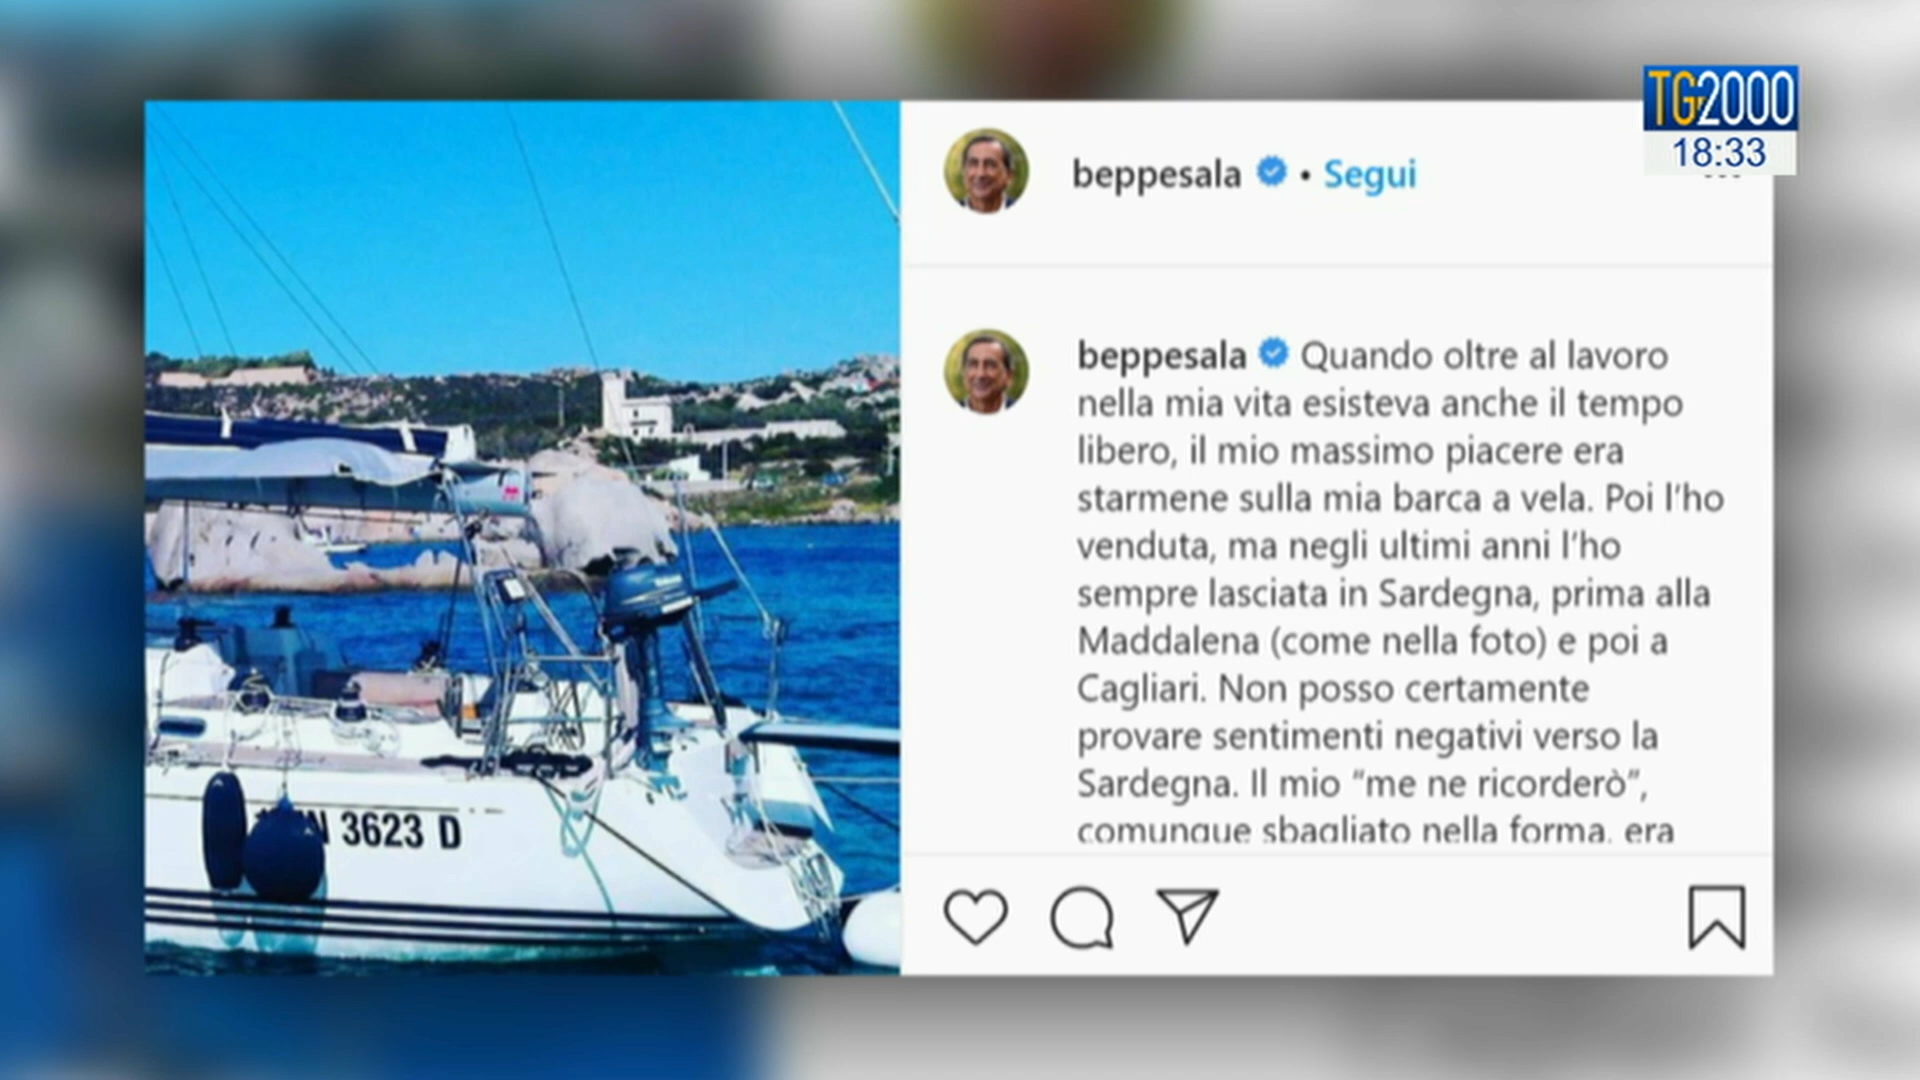 TG2000
18:33
beppesala • Segui
beppesala Quando oltre al lavoro
nella mia vita esisteva anche il tempo
libero, il mio massimo piacere era
starmene sulla mia barca a vela. Poi l’ho
venduta, ma negli ultimi anni l’ho
sempre lasciata in Sardegna, prima alla
Maddalena (come nella foto) e poi a
Cagliari. Non posso certamente
provare sentimenti negativi verso la
Sardegna. Il mio “me ne ricorderò”,
comunque sbagliato nella forma, era
3623 D